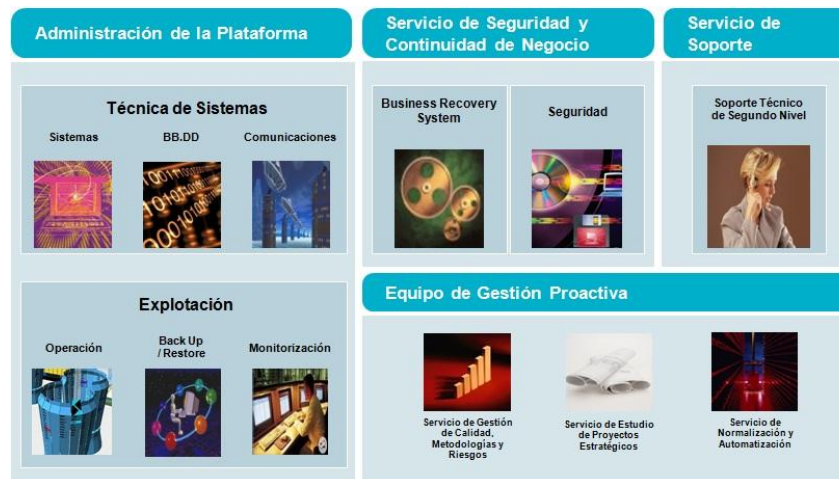 Administración de la Plataforma
Técnica de Sistemas
Sistemas
BB.DD
Comunicaciones
Explotación
Operación
Back Up
/ Restore
Monitorización
Servicio de Seguridad y
Continuidad de Negocio
Business Recovery
System
Seguridad
Servicio de
Soporte
Soporte Técnico
de Segundo Nivel
Equipo de Gestión Proactiva
Servicio de Gestión
de Calidad,
Metodologías y
Riesgos
Servicio de Estudio
de Proyectos
Estratégicos
Servicio de
Normalización y
Automatización